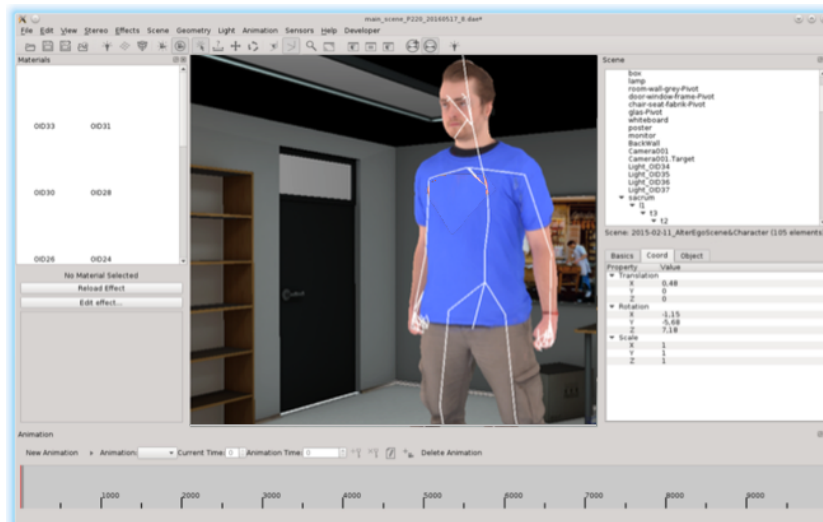 main_scene_P220_20160517_8.dae*
File Edit View Stereo Effects Scene Geometry Light Animation Sensors Help Developer
Materials
OID33 OID31
OID30 OID28
OID26 OID24
No Material Selected
Reload Effect
Edit effect...
Scene
box
lamp
room-wall-grey-Pivot
door-window-frame-Pivot
chair-seat-fabrik-Pivot
glas-Pivot
whiteboard
poster
monitor
BackWall
Camera001
Camera001.Target
Light_OID34
Light_OID35
Light_OID36
Light_OID37
sacrum
l1
t3
t2
Scene: 2015-02-11_AlterEgoScene&Character (105 elements
Basics Coord Object
Property Value
Translation
X 0,48
Y 0
Z 0
Rotation
X -1,15
Y -5,68
Z 7,18
Scale
X 1
Y 1
Z 1
Animation
New Animation Animation: Current Time: 0 Animation Time: 0 Delete Animation
1000 2000 3000 4000 5000 6000 7000 8000 9000